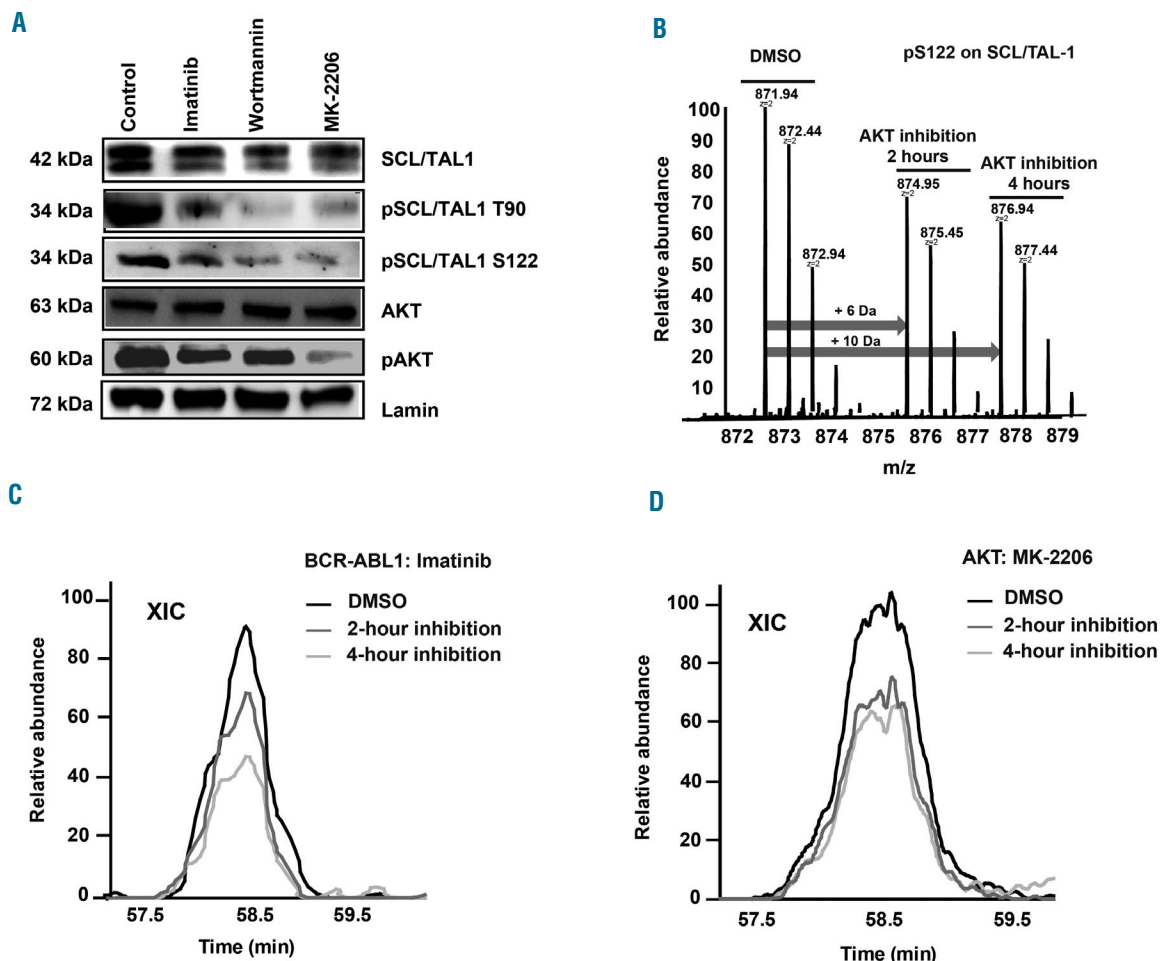 A
Control
Imatinib
Wortmannin
MK-2206
42 kDa
SCL/TAL1
34 kDa
pSCL/TAL1 T90
34 kDa
pSCL/TAL1 S122
63 kDa
AKT
60 kDa
pAKT
72 kDa
Lamin
B
DMSO
pS122 on SCL/TAL-1
871.94
z=2
872.44
z=2
872.94
z=2
AKT inhibition
2 hours
874.95
z=2
875.45
z=2
AKT inhibition
4 hours
876.94
z=2
877.44
z=2
+ 6 Da
+ 10 Da
Relative abundance
100
90
80
70
60
50
40
30
20
10
872 873 874 875 876 877 878 879
m/z
C
BCR-ABL1: Imatinib
XIC
DMSO
2-hour inhibition
4-hour inhibition
Relative abundance
100
80
60
40
20
0
57.5 58.5 59.5
Time (min)
D
AKT: MK-2206
XIC
DMSO
2-hour inhibition
4-hour inhibition
Relative abundance
100
80
60
40
20
0
57.5 58.5 59.5
Time (min)